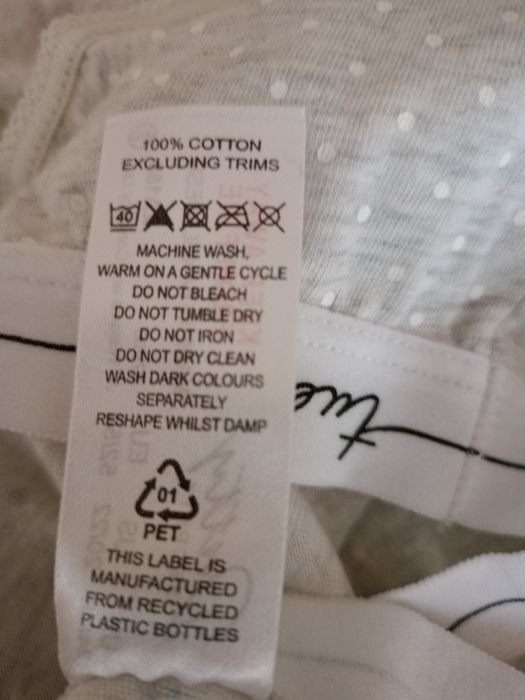 100% COTTON
EXCLUDING TRIMS
40
MACHINE WASH,
WARM ON A GENTLE CYCLE
DO NOT BLEACH
DO NOT TUMBLE DRY
DO NOT IRON
DO NOT DRY CLEAN
WASH DARK COLOURS
SEPARATELY
RESHAPE WHILST DAMP
01
PET
THIS LABEL IS
MANUFACTURED
FROM RECYCLED
PLASTIC BOTTLES